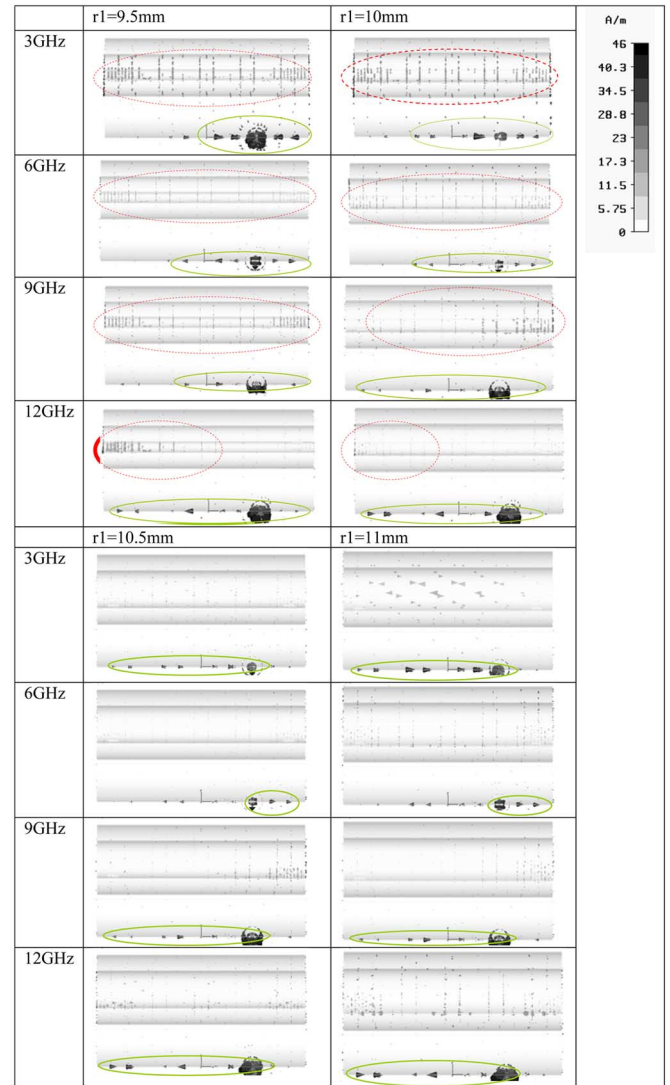 r1=9.5mm r1=10mm
3GHz
6GHz
9GHz
12GHz
r1=10.5mm r1=11mm
3GHz
6GHz
9GHz
12GHz
A/m
46
40.3
34.5
28.8
23
17.3
11.5
5.75
0